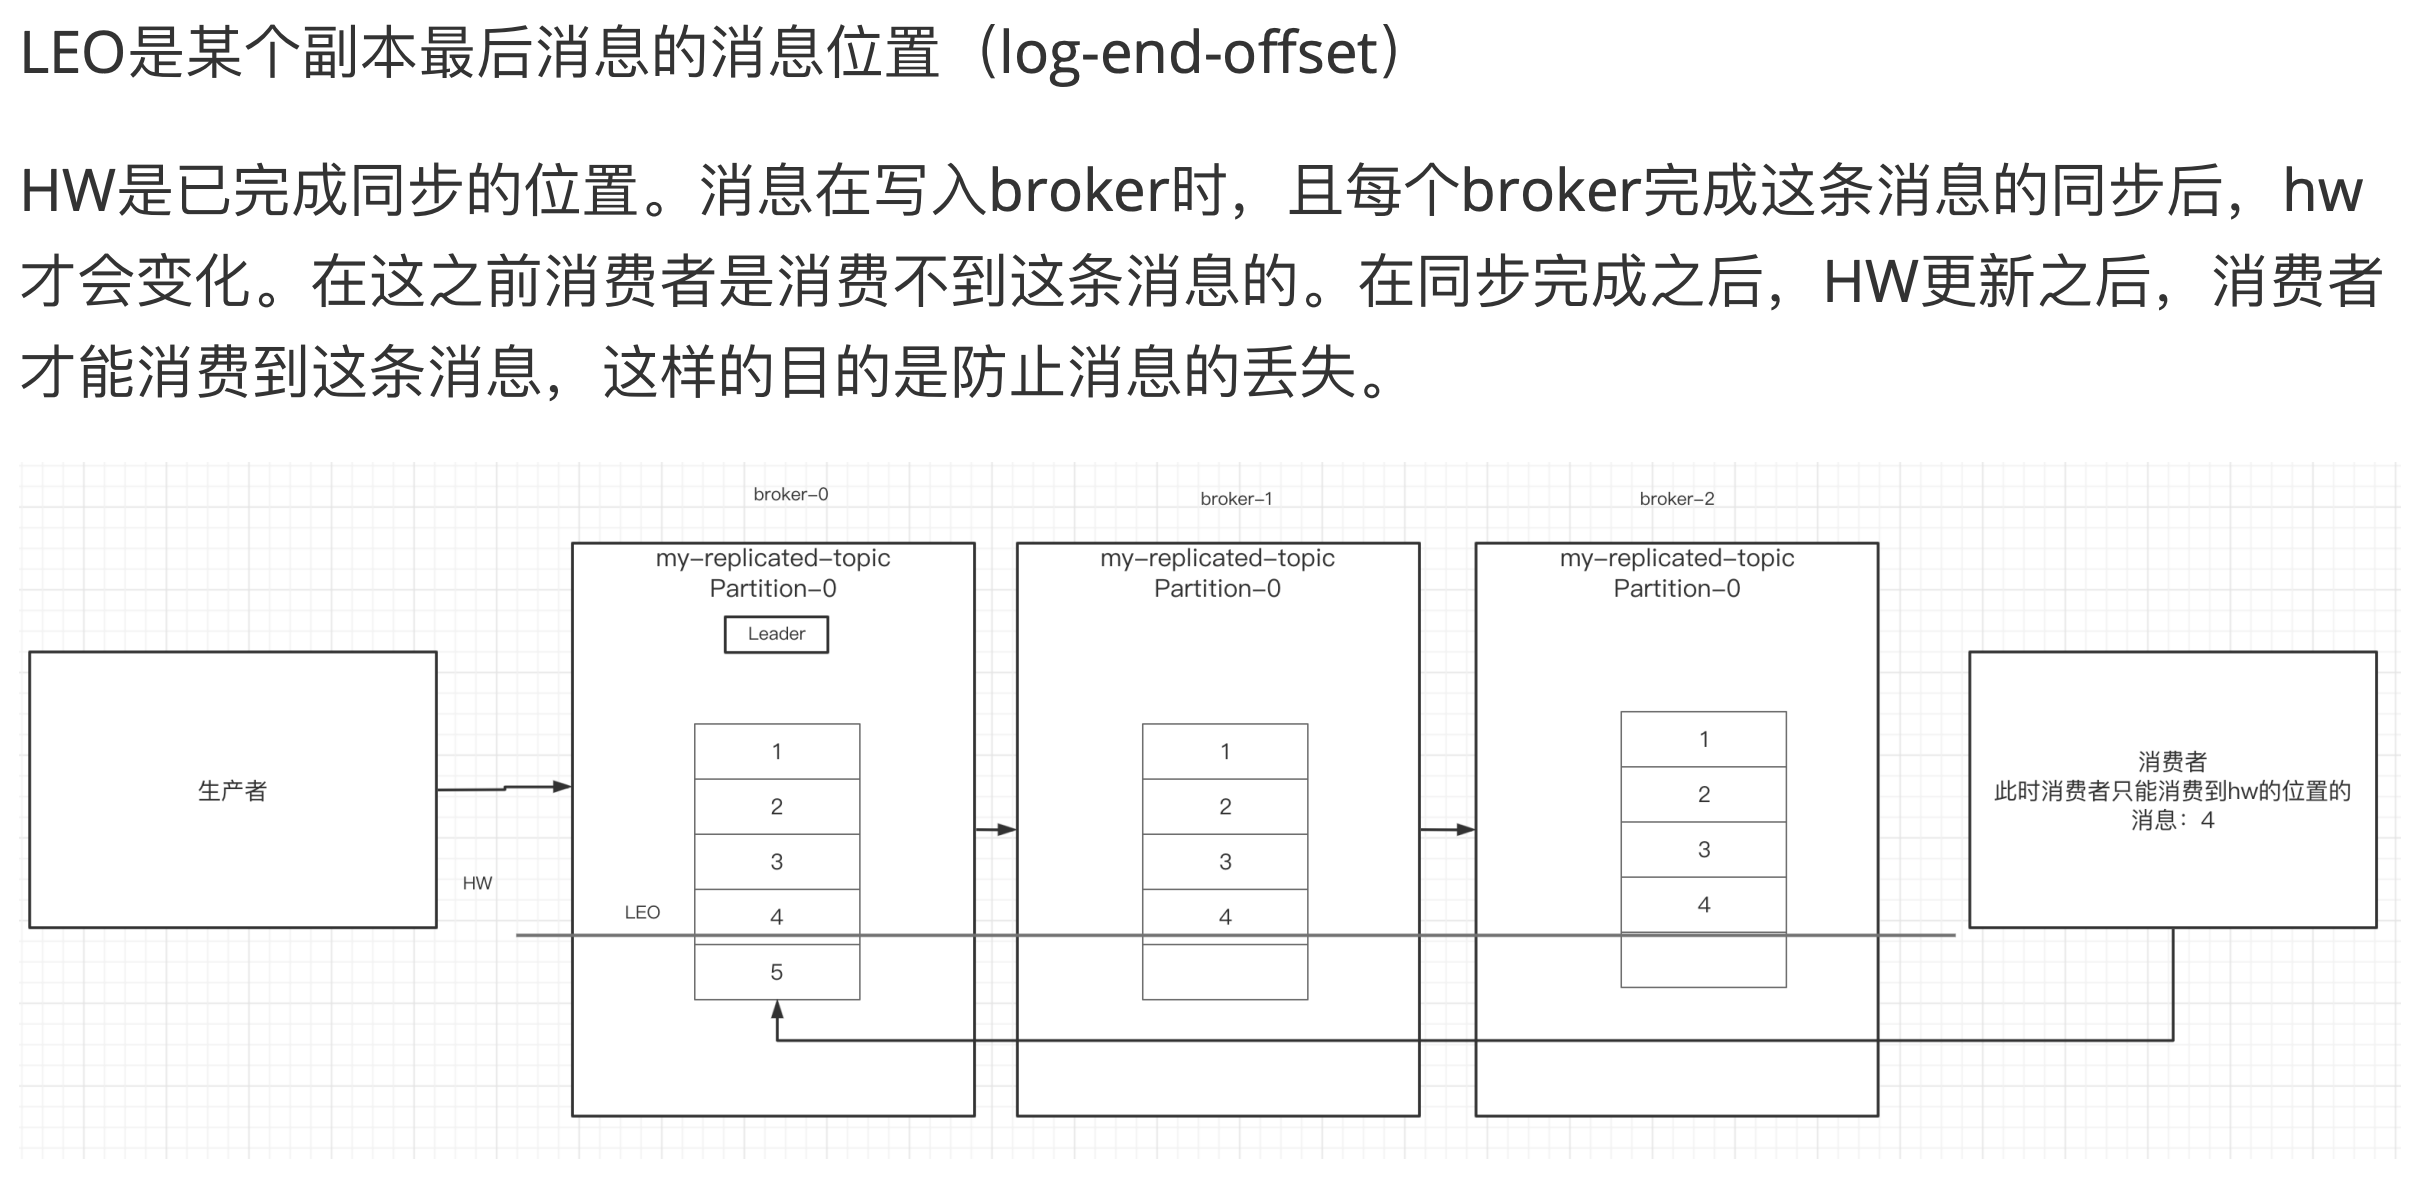 LEO是某个副本最后消息的消息位置（log-end-offset）
HW是已完成同步的位置。消息在写入broker时，且每个broker完成这条消息的同步后，hw
才会变化。在这之前消费者是消费不到这条消息的。在同步完成之后，HW更新之后，消费者
才能消费到这条消息，这样的目的是防止消息的丢失。
broker-0
broker-1
broker-2
my-replicated-topic
Partition-0
Leader
my-replicated-topic
Partition-0
my-replicated-topic
Partition-0
生产者
HW
LEO
1
2
3
4
5
1
2
3
4
1
2
3
4
消费者
此时消费者只能消费到hw的位置的
消息：4